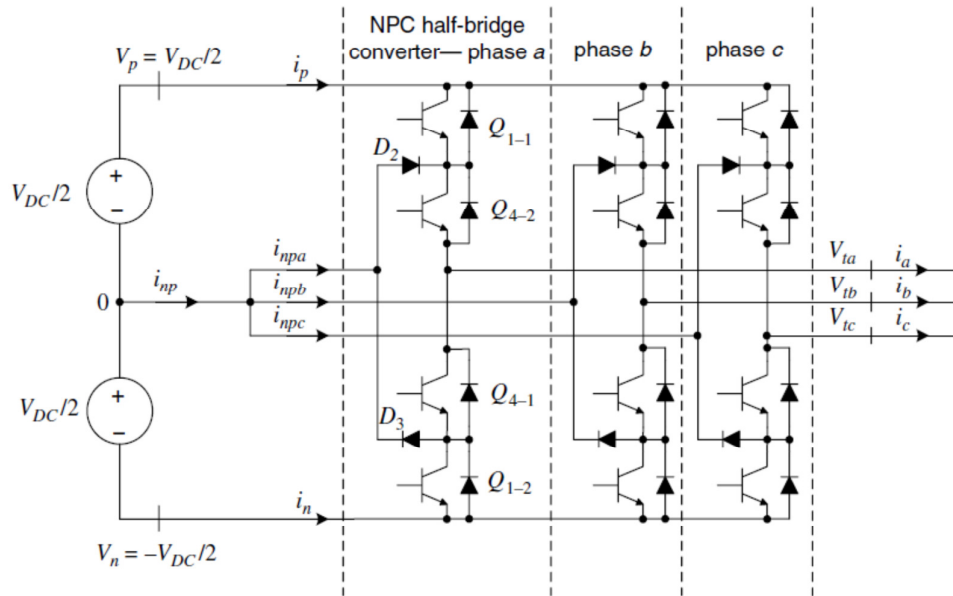 NPC half-bridge
converter— phase a
phase b
phase c
V_p = V_DC/2
i_p
Q_1–1
D_2
V_DC/2
Q_4–2
i_npa
V_ta
i_a
i_np
i_npb
V_tb
i_b
0
i_npc
V_tc
i_c
Q_4–1
V_DC/2
D_3
Q_1–2
i_n
V_n = –V_DC/2
+
−
+
−